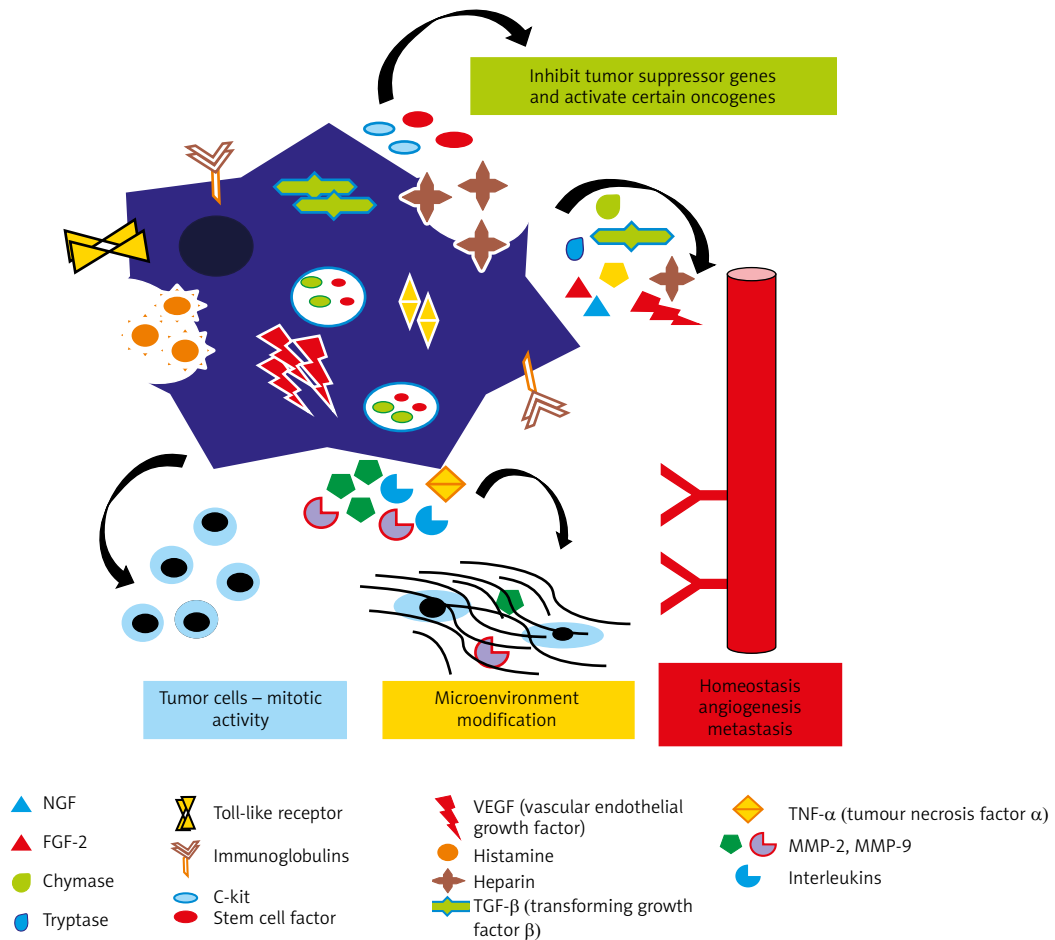 Inhibit tumor suppressor genes
and activate certain oncogenes
Tumor cells – mitotic
activity
Microenvironment
modification
Homeostasis
angiogenesis
metastasis
NGF
FGF-2
Chymase
Tryptase
Toll-like receptor
Immunoglobulins
C-kit
Stem cell factor
VEGF (vascular endothelial
growth factor)
Histamine
Heparin
TGF-β (transforming growth
factor β)
TNF-α (tumour necrosis factor α)
MMP-2, MMP-9
Interleukins